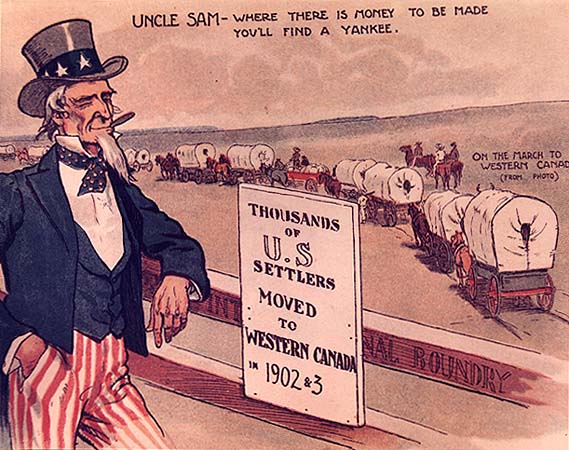 UNCLE SAM - WHERE THERE IS MONEY TO BE MADE
YOU'LL FIND A YANKEE.
ON THE MARCH TO
WESTERN CANAD
(FROM PHOTO)
THOUSANDS
OF
U.S
SETTLERS
MOVED
TO
WESTERN CANADA
IN 1902 & 3
NAL BOUNDRY